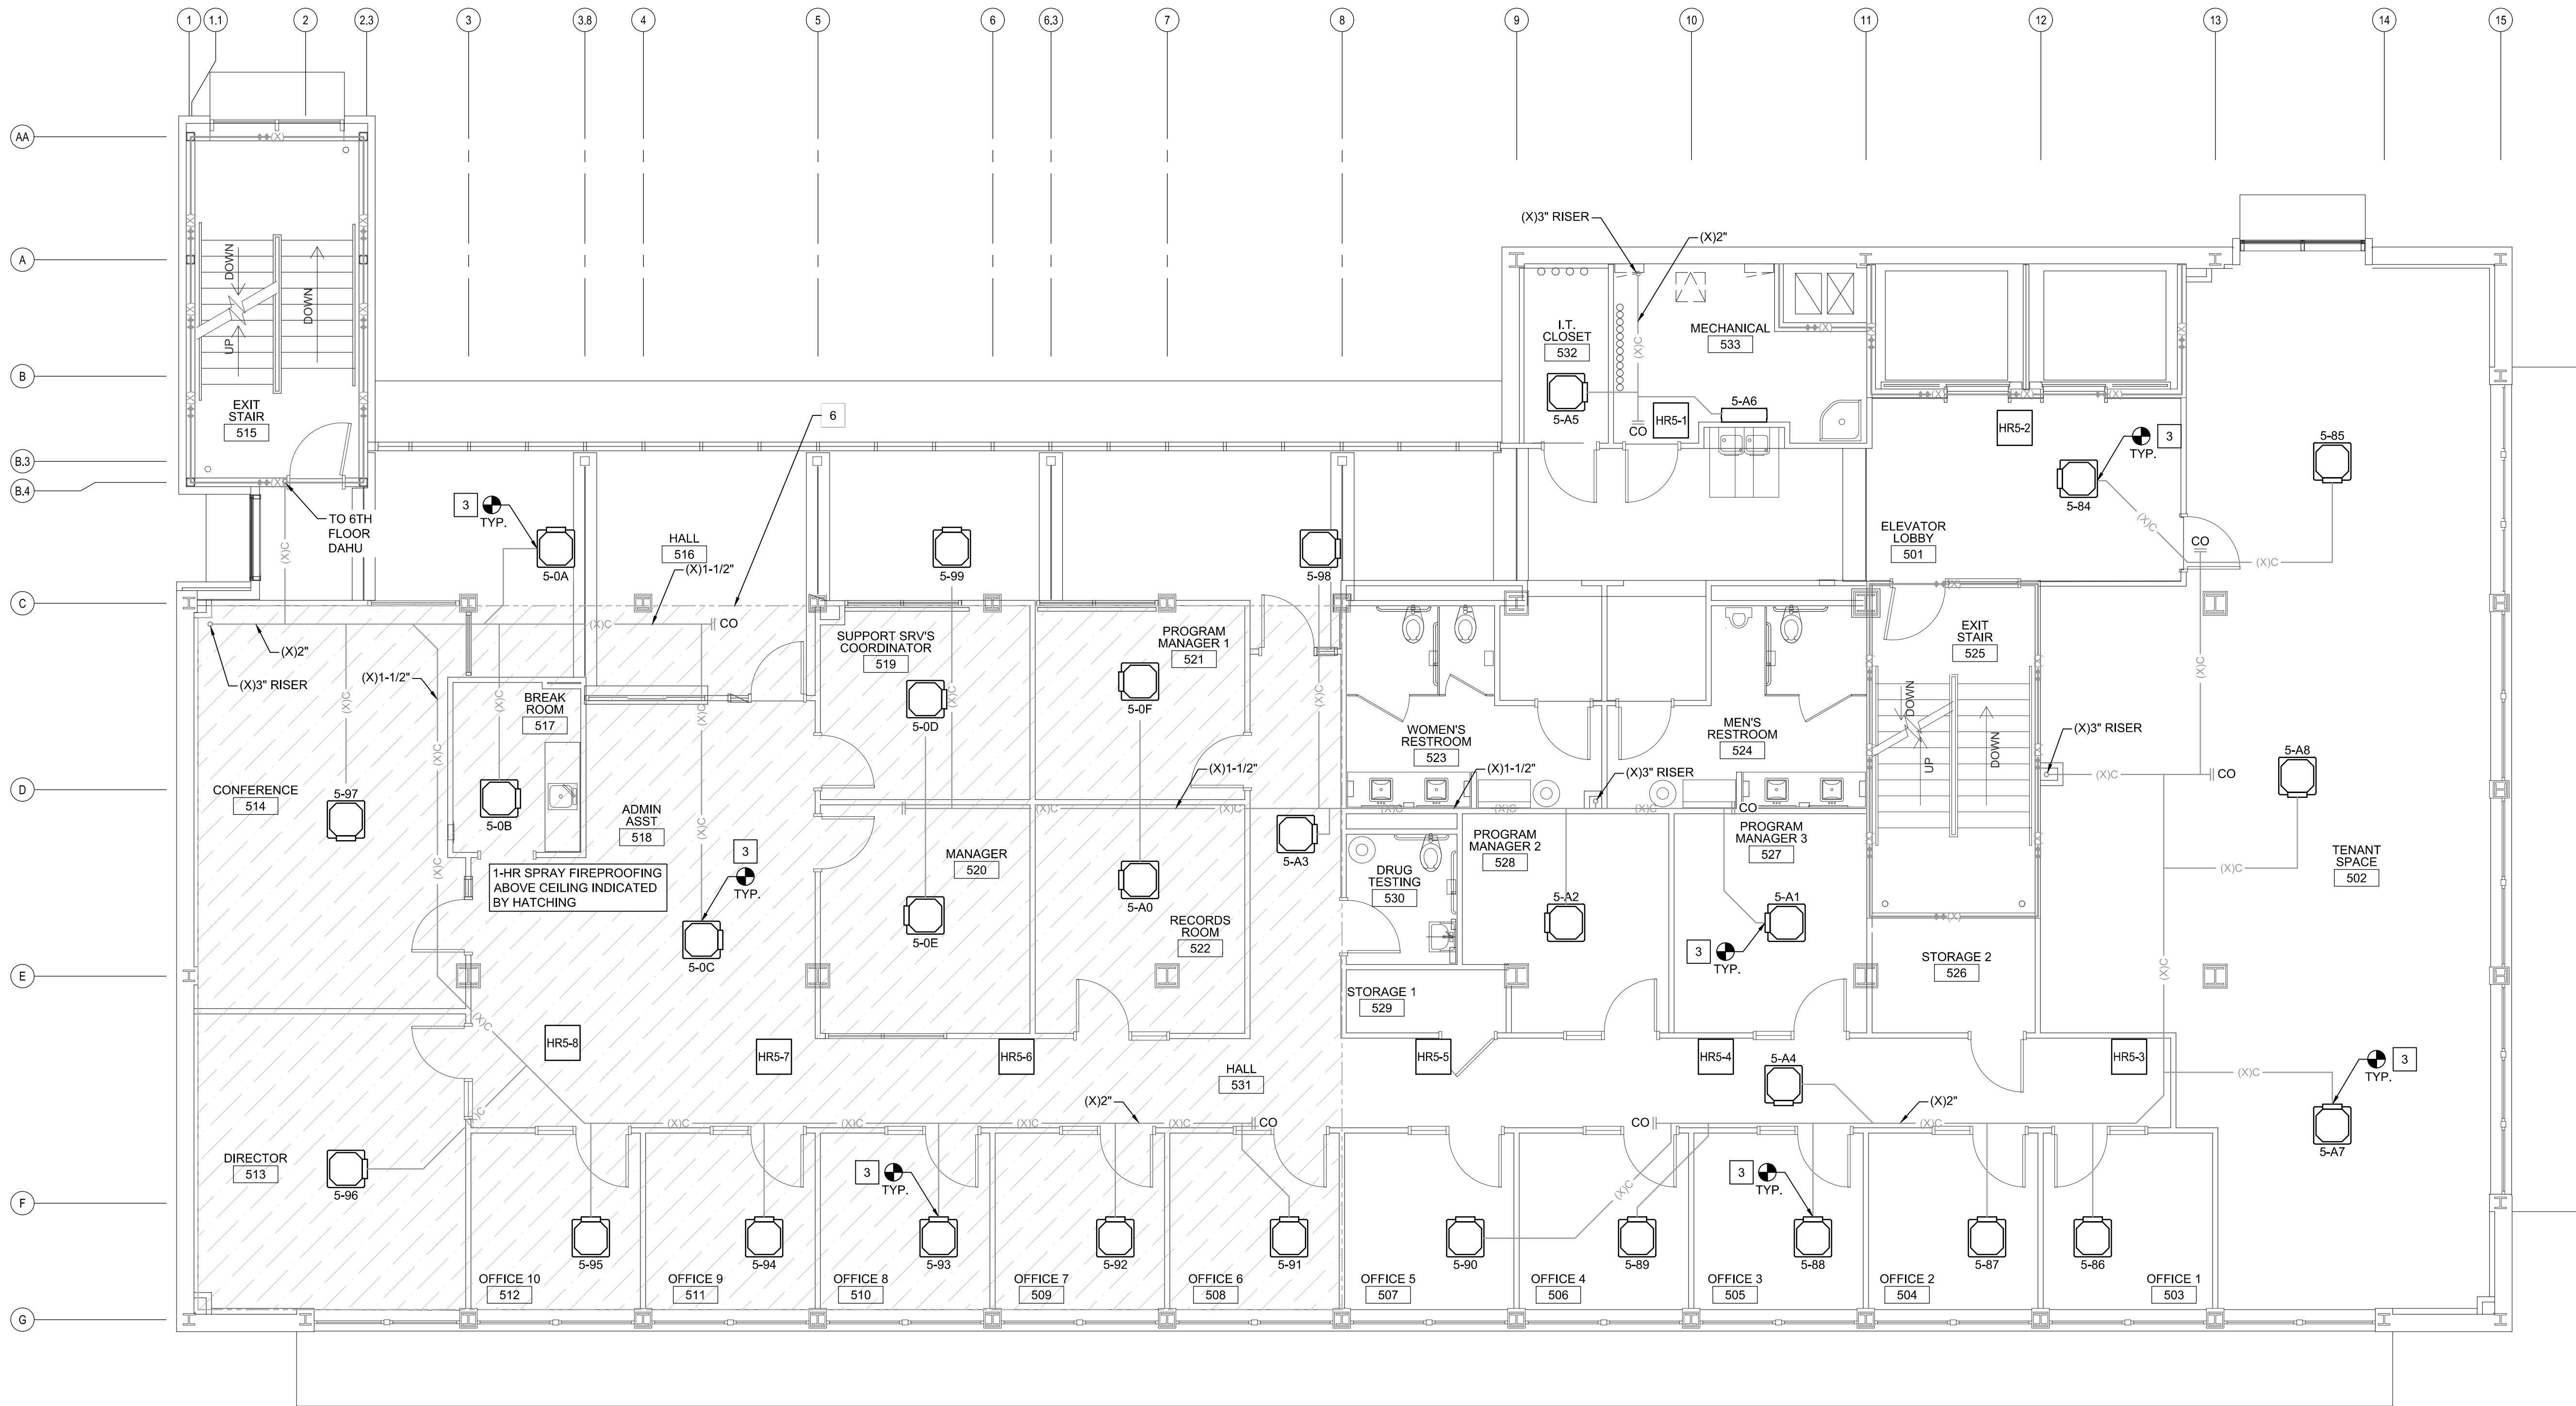 1
1.1
2
2.3
3
3.8
4
5
6
6.3
7
8
9
10
11
12
13
14
15
AA
A
B
B.3
B.4
C
D
E
F
G
(X)
DOWN
DOWN
UP
EXIT
STAIR
515
(X)
TO 6TH
FLOOR
DAHU
(X)C
6
(X)3" RISER
(X)2"
(X)C
I.T.
CLOSET
532
5-A5
MECHANICAL
533
HR5-1
5-A6
CO
(X)
(X)
(X)
(X)
HR5-2
3
TYP.
5-84
ELEVATOR
LOBBY
501
(X)C
(X)C
CO
5-85
3
TYP.
5-0A
HALL
516
(X)1-1/2"
(X)C
CO
5-99
5-98
(X)2"
(X)3" RISER
(X)1-1/2"
(X)C
(X)C
(X)C
(X)C
CONFERENCE
514
5-97
BREAK
ROOM
517
5-0B
(X)C
1-HR SPRAY FIREPROOFING
ABOVE CEILING INDICATED
BY HATCHING
ADMIN
ASST
518
(X)C
(X)C
3
TYP.
5-0C
SUPPORT SRV'S
COORDINATOR
519
5-0D
(X)C
PROGRAM
MANAGER 1
521
5-0F
(X)C
(X)1-1/2"
(X)C
(X)C
MANAGER
520
5-0E
5-A0
RECORDS
ROOM
522
5-A3
WOMEN'S
RESTROOM
523
(X)1-1/2"
(X)C
(X)C
(X)3" RISER
(X)C
CO
MEN'S
RESTROOM
524
EXIT
STAIR
525
(X)
DOWN
UP
DOWN
(X)
(X)3" RISER
(X)C
(X)C
CO
5-A8
(X)C
TENANT
SPACE
502
DRUG
TESTING
530
PROGRAM
MANAGER 2
528
5-A2
PROGRAM
MANAGER 3
527
5-A1
3
TYP.
STORAGE 2
526
(X)C
STORAGE 1
529
HR5-8
HR5-7
HR5-6
HR5-5
HR5-4
HR5-3
HALL
531
5-A4
(X)C
3
TYP.
5-A7
(X)C
(X)2"
(X)C
(X)C
(X)C
(X)C
CO
CO
(X)2"
(X)C
DIRECTOR
513
5-96
3
TYP.
(X)C
3
TYP.
5-95
5-94
5-93
5-92
5-91
5-90
5-89
5-88
5-87
5-86
OFFICE 10
512
OFFICE 9
511
OFFICE 8
510
OFFICE 7
509
OFFICE 6
508
OFFICE 5
507
OFFICE 4
506
OFFICE 3
505
OFFICE 2
504
OFFICE 1
503